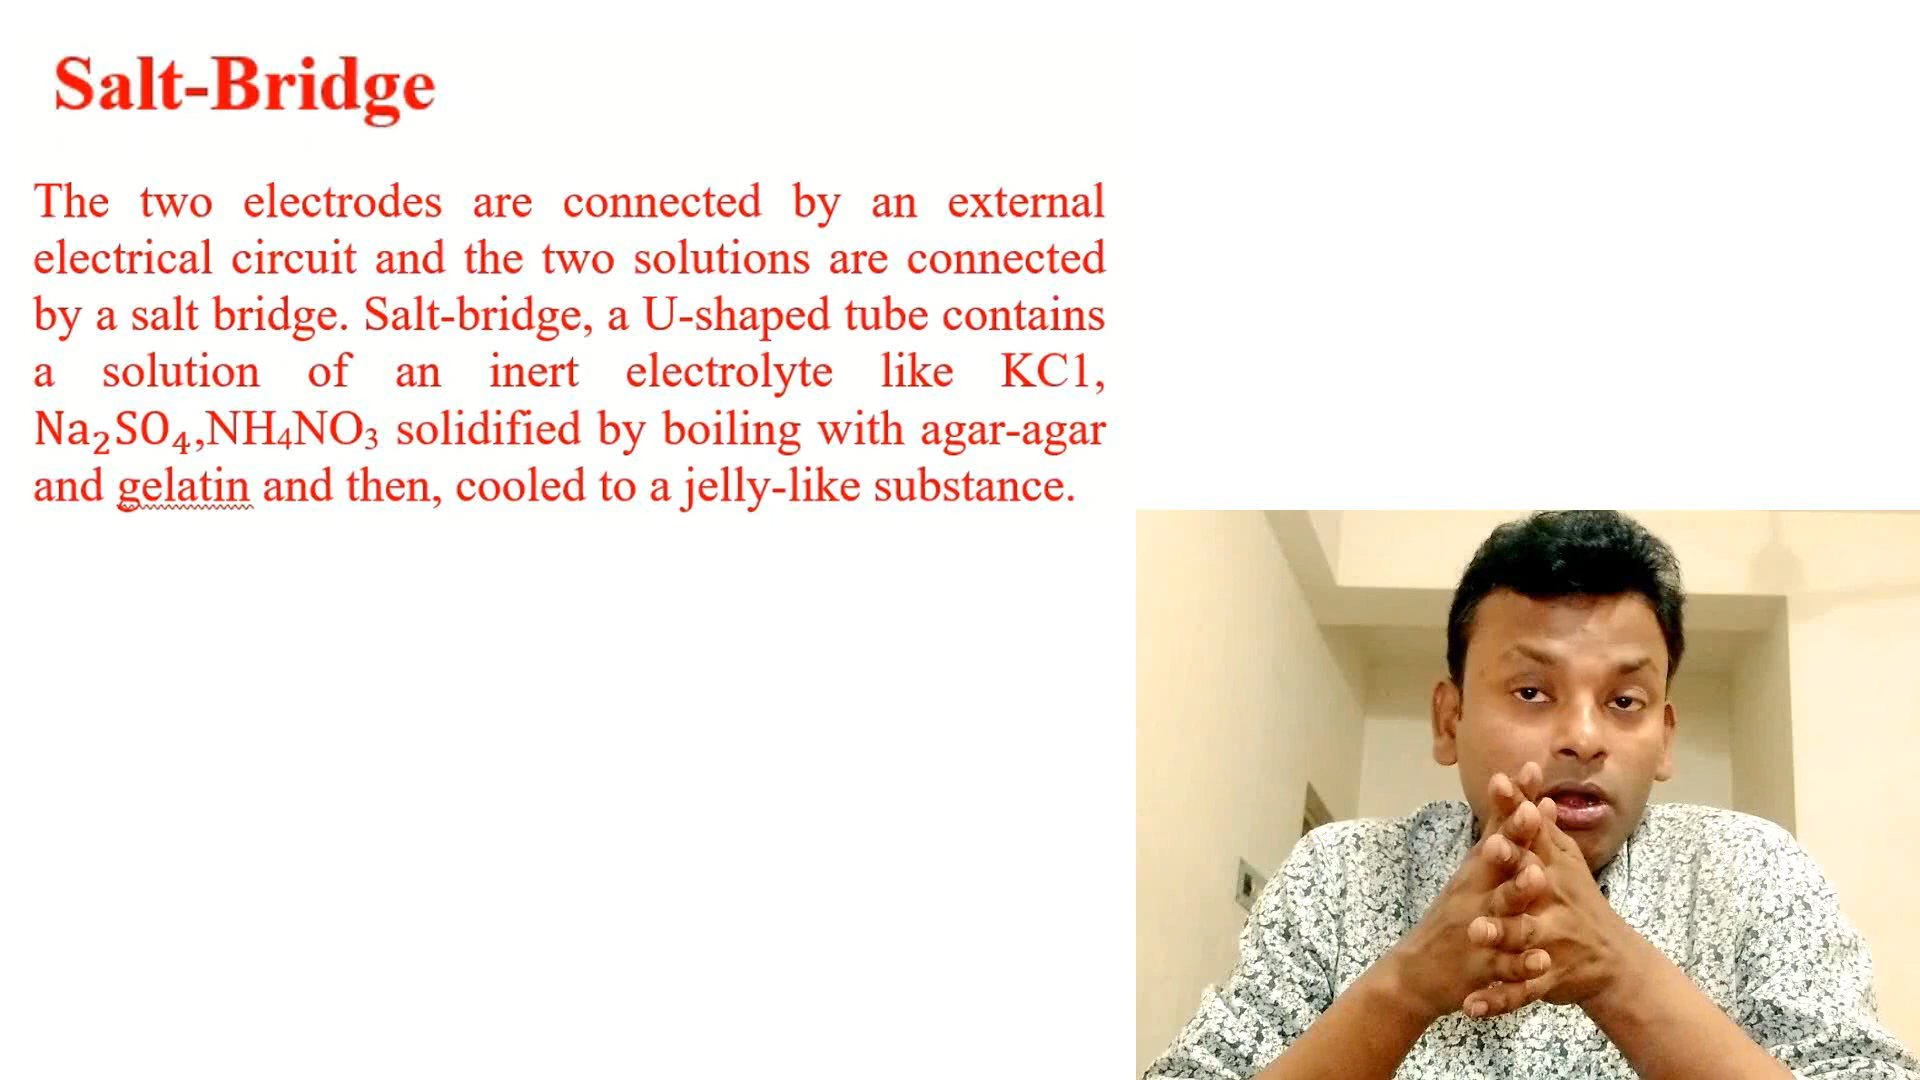 Salt-Bridge
The two electrodes are connected by an external
electrical circuit and the two solutions are connected
by a salt bridge. Salt-bridge, a U-shaped tube contains
a solution of an inert electrolyte like KC1,
Na₂SO₄,NH₄NO₃ solidified by boiling with agar-agar
and gelatin and then, cooled to a jelly-like substance.